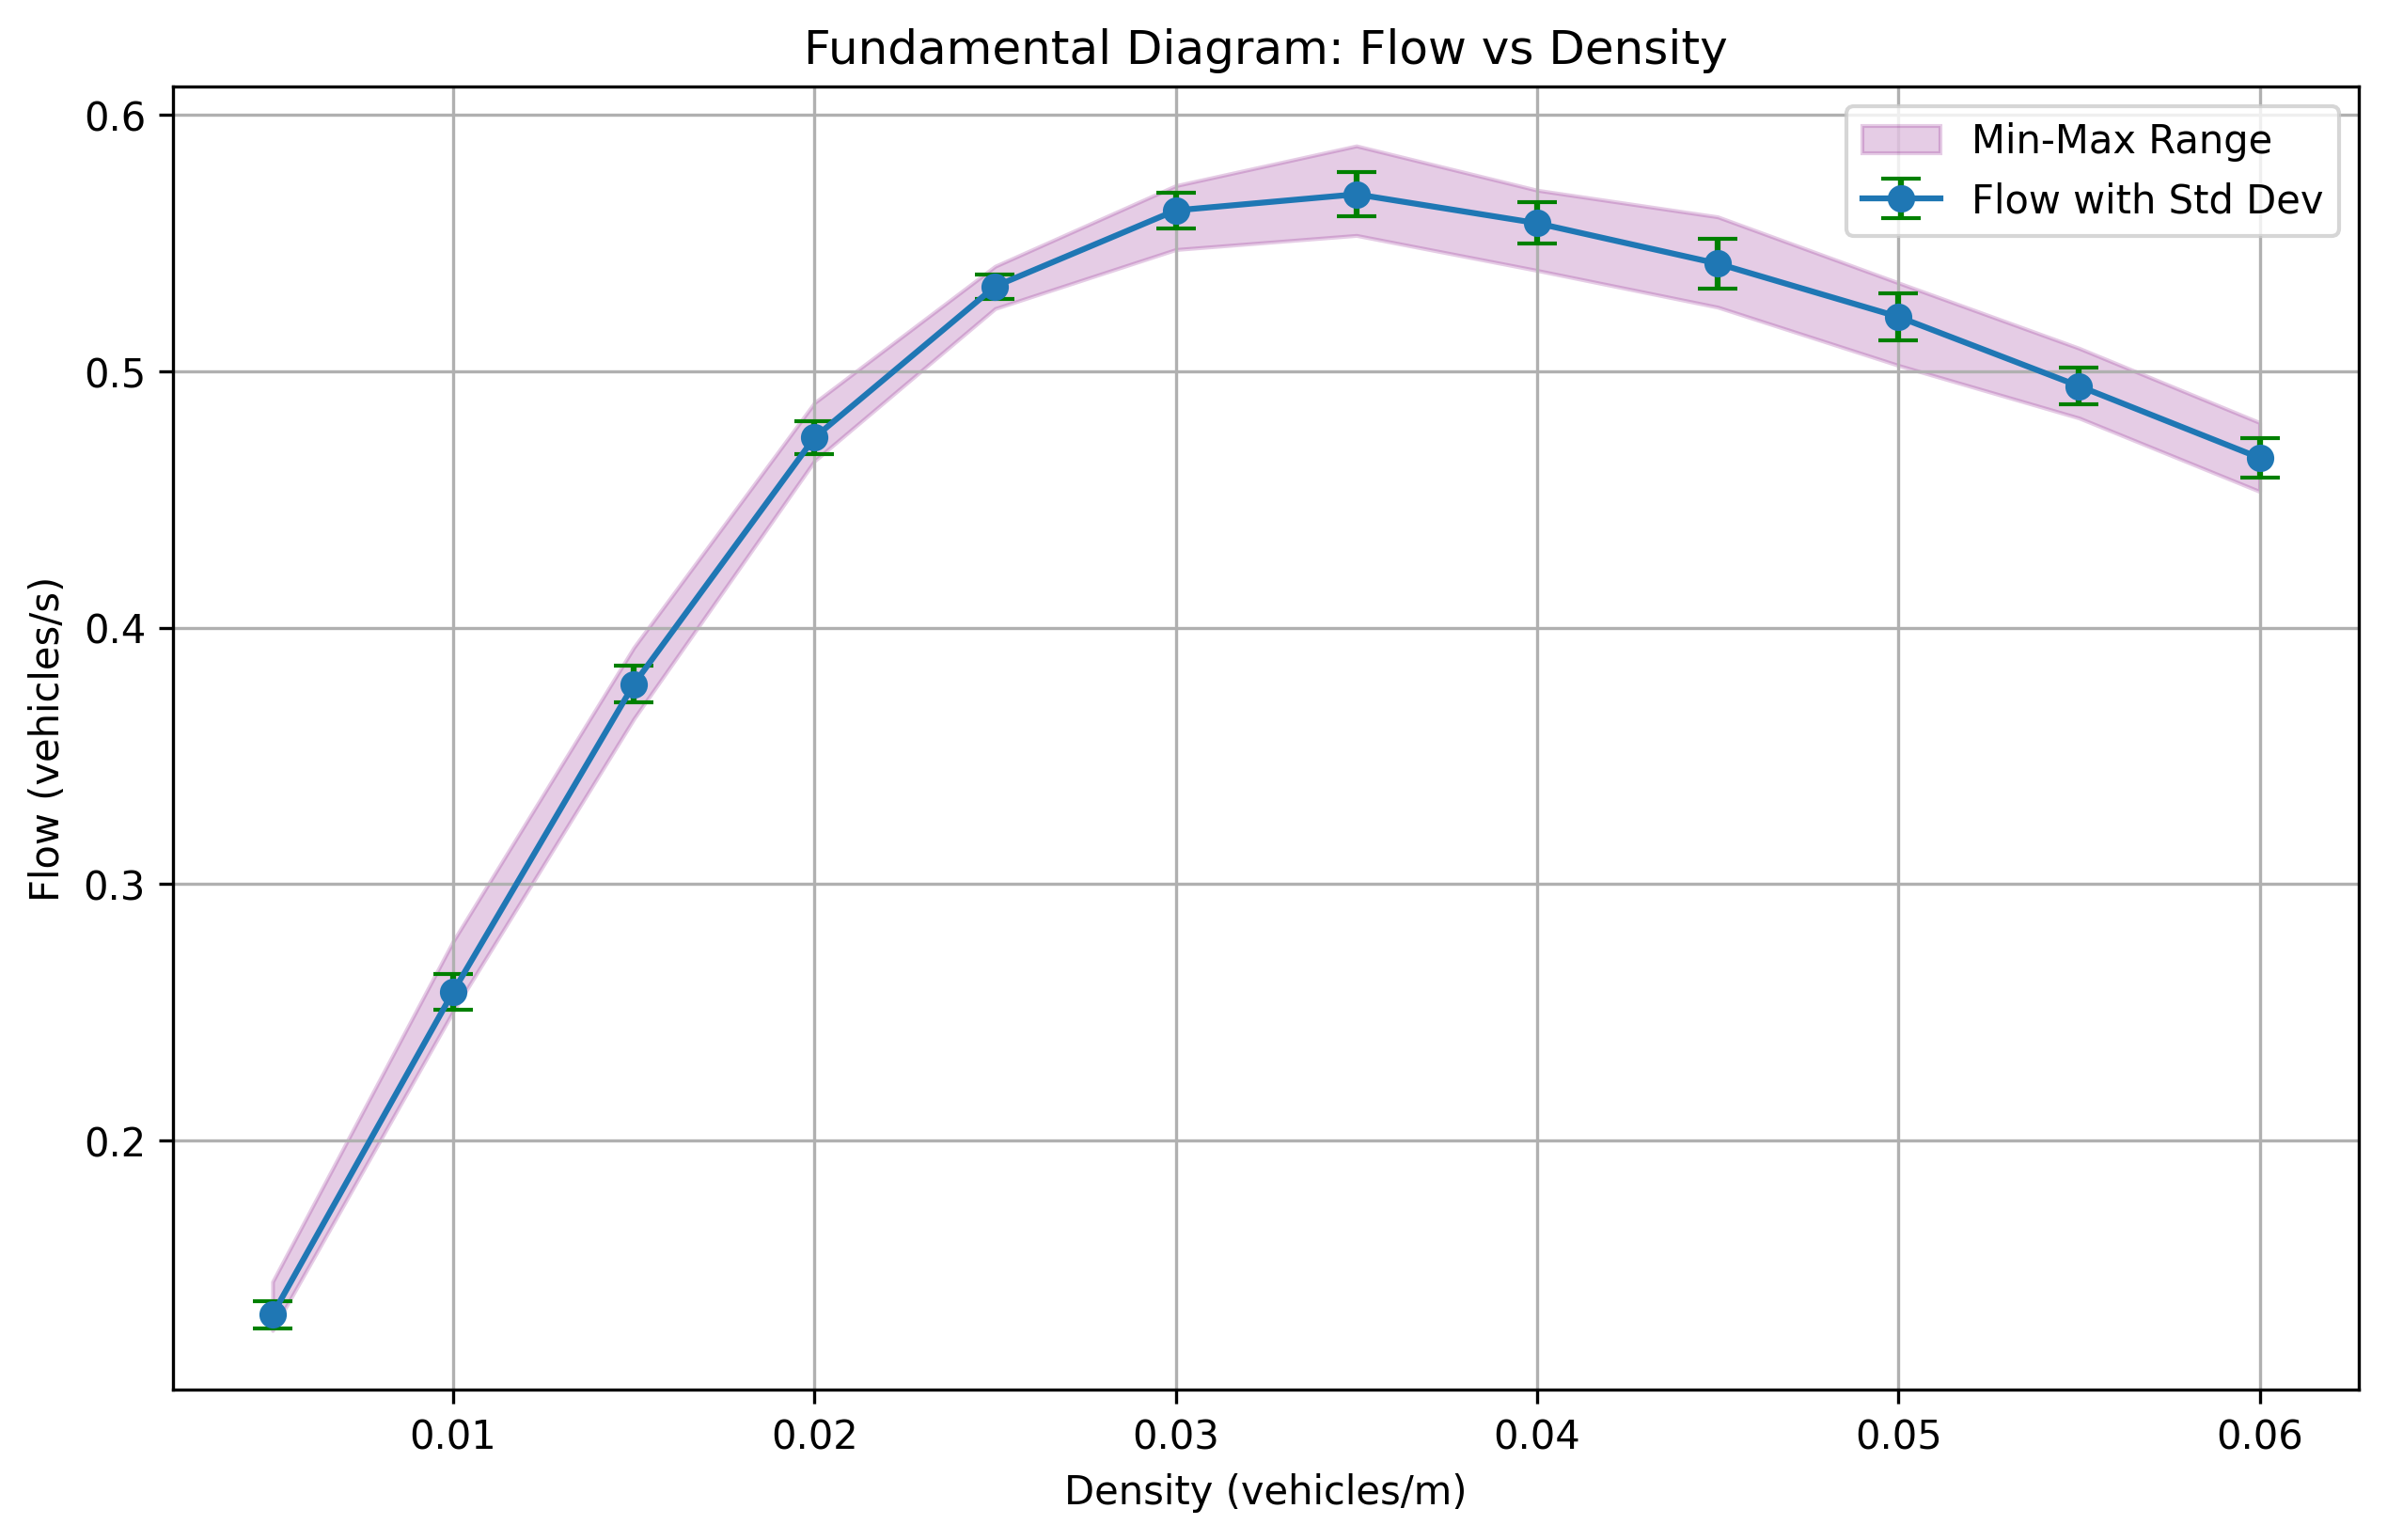 Fundamental Diagram: Flow vs Density
Min-Max Range
Flow with Std Dev
Flow (vehicles/s)
0.6
0.5
0.4
0.3
0.2
0.01 0.02 0.03 0.04 0.05 0.06
Density (vehicles/m)